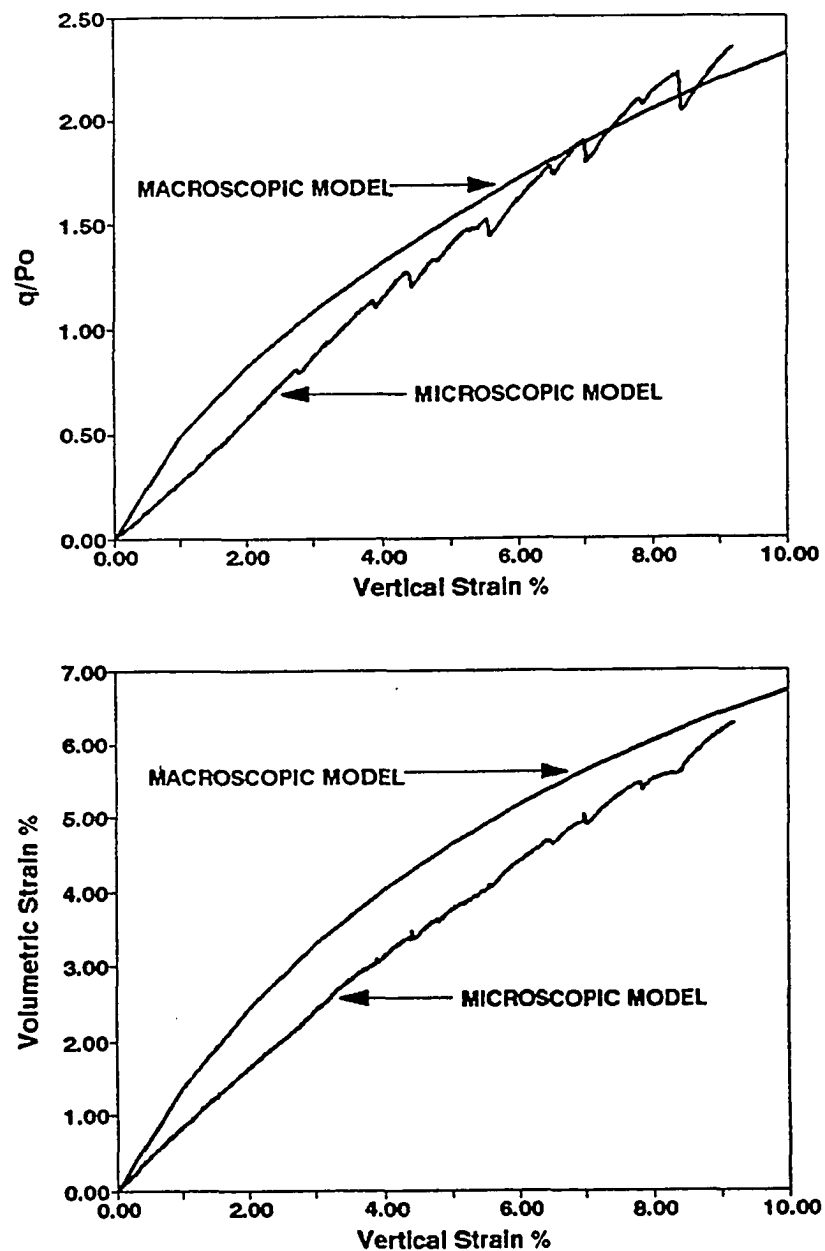 2.50
2.00
MACROSCOPIC MODEL
1.50
q/Po
1.00
MICROSCOPIC MODEL
0.50
0.00
0.00 2.00 4.00 6.00 8.00 10.00
Vertical Strain %
7.00
6.00
MACROSCOPIC MODEL
5.00
Volumetric Strain %
4.00
3.00
MICROSCOPIC MODEL
2.00
1.00
0.00
0.00 2.00 4.00 6.00 8.00 10.00
Vertical Strain %